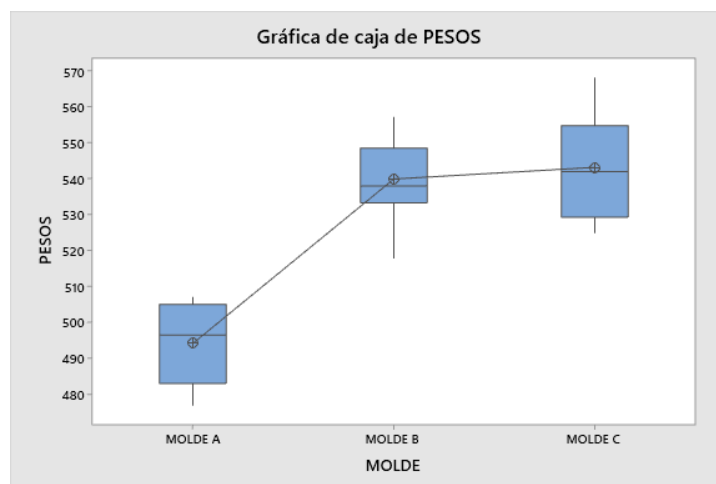 Gráfica de caja de PESOS
570
560
550
540
530
520
510
500
490
480
PESOS
MOLDE A
MOLDE B
MOLDE C
MOLDE